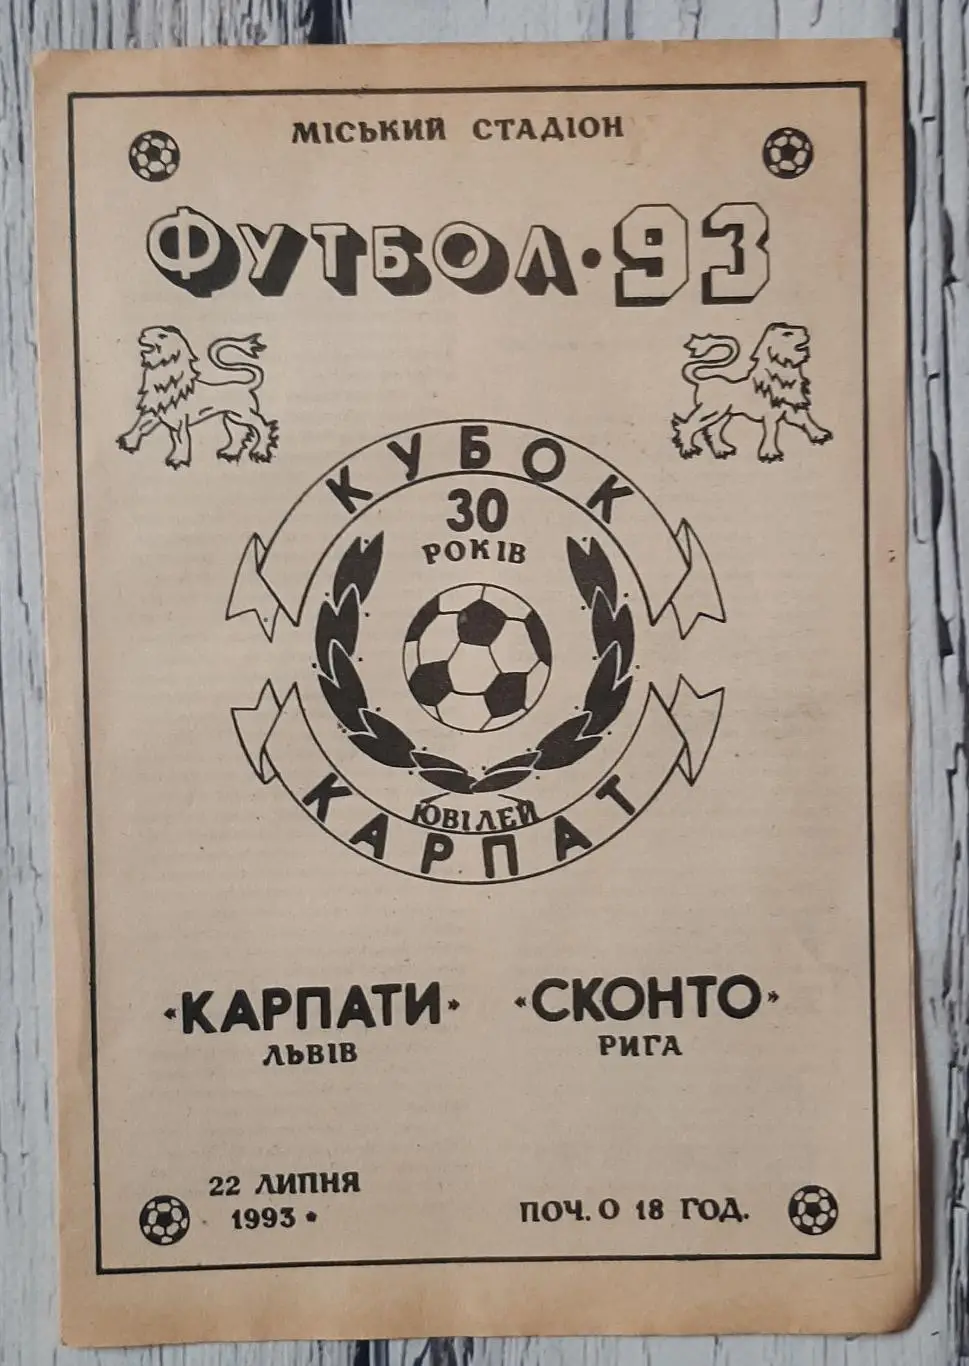 МІСЬКИЙ СТАДІОН
ФУТБОЛ·93
КУБОК
30
РОКІВ
ЮВІЛЕЙ
КАРПАТ
«КАРПАТИ» «СКОНТО»
ЛЬВІВ РИГА
22 ЛИПНЯ
1993 • ПОЧ. О 18 ГОД.